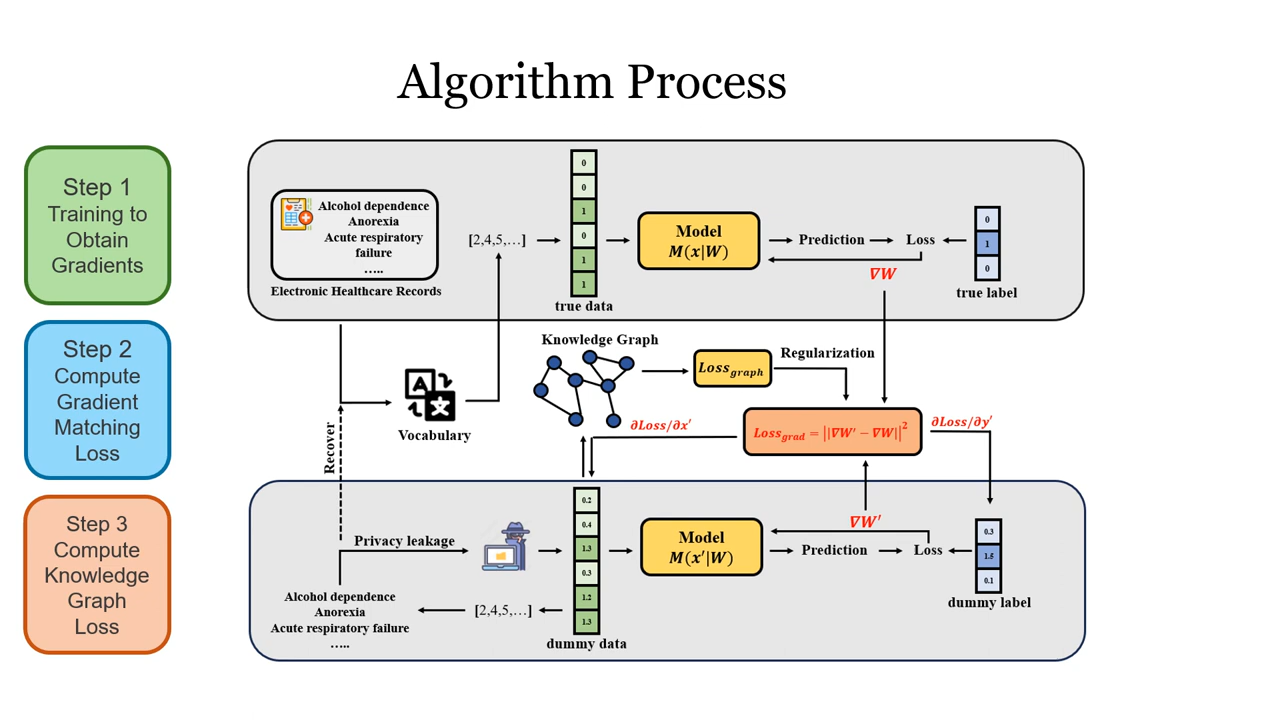 Algorithm Process
Step 1
Training to
Obtain
Gradients
Step 2
Compute
Gradient
Matching
Loss
Step 3
Compute
Knowledge
Graph
Loss
Alcohol dependence
Anorexia
Acute respiratory
failure
.....
Electronic Healthcare Records
[2,4,5,…]
0
0
1
0
1
1
true data
Model
M(x|W)
Prediction
Loss
∇W
0
1
0
true label
Vocabulary
A
文
Knowledge Graph
Loss_graph
Regularization
Loss_grad = ||∇W' − ∇W||²
∂Loss/∂x'
∂Loss/∂y'
Recover
Privacy leakage
Alcohol dependence
Anorexia
Acute respiratory failure
.....
[2,4,5,…]
0.2
0.4
1.3
0.3
1.2
1.3
dummy data
Model
M(x'|W)
∇W'
Prediction
Loss
0.3
1.5
0.1
dummy label